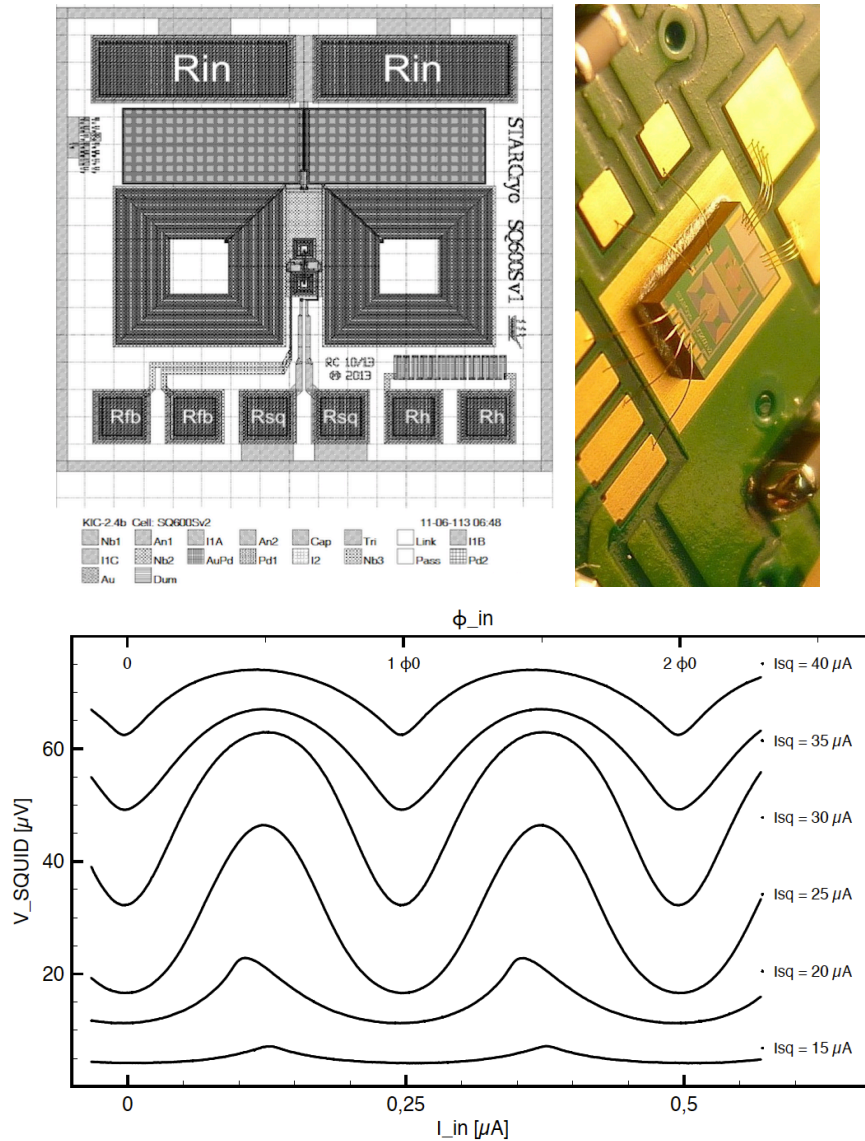 Rin Rin
STARCryo SQ600Sv1
RC 10/13
© 2013
Rfb Rfb Rsq Rsq Rh Rh
KIC-2.4b Cell: SQ600Sv2 11-06-113 06:48
Nb1 An1 I1A An2 Cap Tri Link I1B
I1C Nb2 AuPd Pd1 I2 Nb3 Pass Pd2
Au Dum
ϕ_in
0 1 ϕ0 2 ϕ0
Isq = 40 µA
Isq = 35 µA
Isq = 30 µA
Isq = 25 µA
Isq = 20 µA
Isq = 15 µA
60
40
20
V_SQUID [µV]
0 0,25 0,5
I_in [µA]